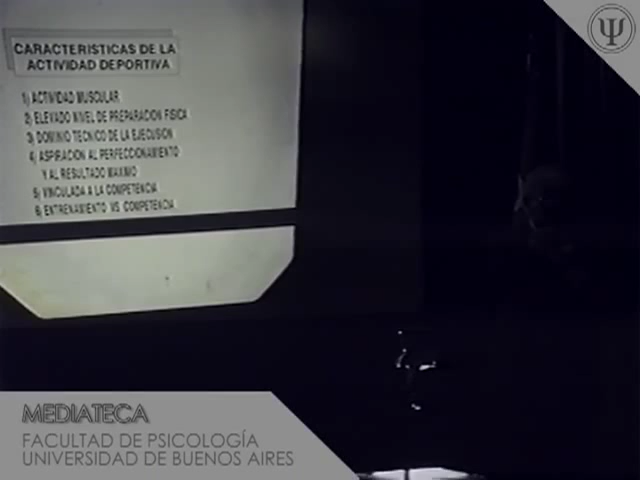 CARACTERISTICAS DE LA
ACTIVIDAD DEPORTIVA
1) ACTIVIDAD MUSCULAR
2) ELEVADO NIVEL DE PREPARACION FISICA
3) DOMINIO TECNICO DE LA EJECUSION
4) ASPIRACION AL PERFECCIONAMIENTO
Y AL RESULTADO MAXIMO
5) VINCULADA A LA COMPETENCIA
6) ENTRENAMIENTO VS COMPETENCIA
Ψ
MEDIATECA
FACULTAD DE PSICOLOGÍA
UNIVERSIDAD DE BUENOS AIRES